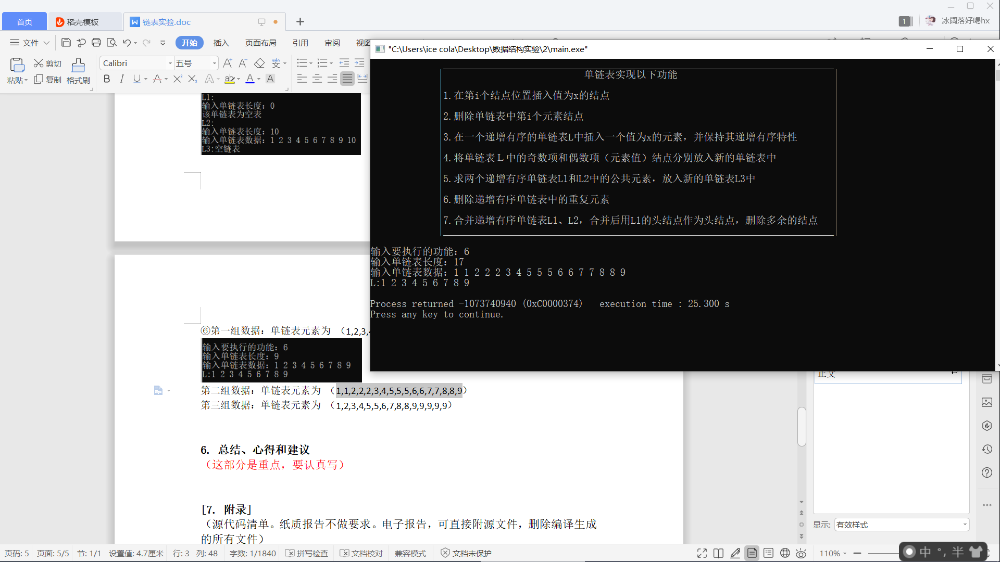 首页
稻壳模板
链表实验.doc
1
冰阔落好喝hx
文件
开始
插入
页面布局
引用
审阅
视图
粘贴
剪切
复制
格式刷
Calibri
五号
L1:
输入单链表长度：0
该单链表为空表
L2:
输入单链表长度：10
输入单链表数据：1 2 3 4 5 6 7 8 9 10
L3:空链表
⑥第一组数据：单链表元素为 （1,2,3,4
输入要执行的功能：6
输入单链表长度：9
输入单链表数据：1 2 3 4 5 6 7 8 9
L:1 2 3 4 5 6 7 8 9
第二组数据：单链表元素为 （1,1,2,2,2,3,4,5,5,5,6,6,7,7,8,8,9）
第三组数据：单链表元素为 （1,2,3,4,5,5,6,7,8,8,9,9,9,9,9）
6. 总结、心得和建议
（这部分是重点，要认真写）
[7. 附录]
（源代码清单。纸质报告不做要求。电子报告，可直接附源文件，删除编译生成
的所有文件）
"C:\Users\ice cola\Desktop\数据结构实验\2\main.exe"
单链表实现以下功能
1.在第i个结点位置插入值为x的结点
2.删除单链表中第i个元素结点
3.在一个递增有序的单链表L中插入一个值为x的元素，并保持其递增有序特性
4.将单链表Ｌ中的奇数项和偶数项（元素值）结点分别放入新的单链表中
5.求两个递增有序单链表L1和L2中的公共元素，放入新的单链表L3中
6.删除递增有序单链表中的重复元素
7.合并递增有序单链表L1、L2，合并后用L1的头结点作为头结点，删除多余的结点
输入要执行的功能：6
输入单链表长度：17
输入单链表数据：1 1 2 2 2 3 4 5 5 5 6 6 7 7 8 8 9
L:1 2 3 4 5 6 7 8 9
Process returned -1073740940 (0xC0000374)   execution time : 25.300 s
Press any key to continue.
正文
显示:
有效样式
页码: 5
页面: 5/5
节: 1/1
设置值: 4.7厘米
行: 3
列: 48
字数: 1/1840
拼写检查
文档校对
兼容模式
文档未保护
110%
中 °, 半